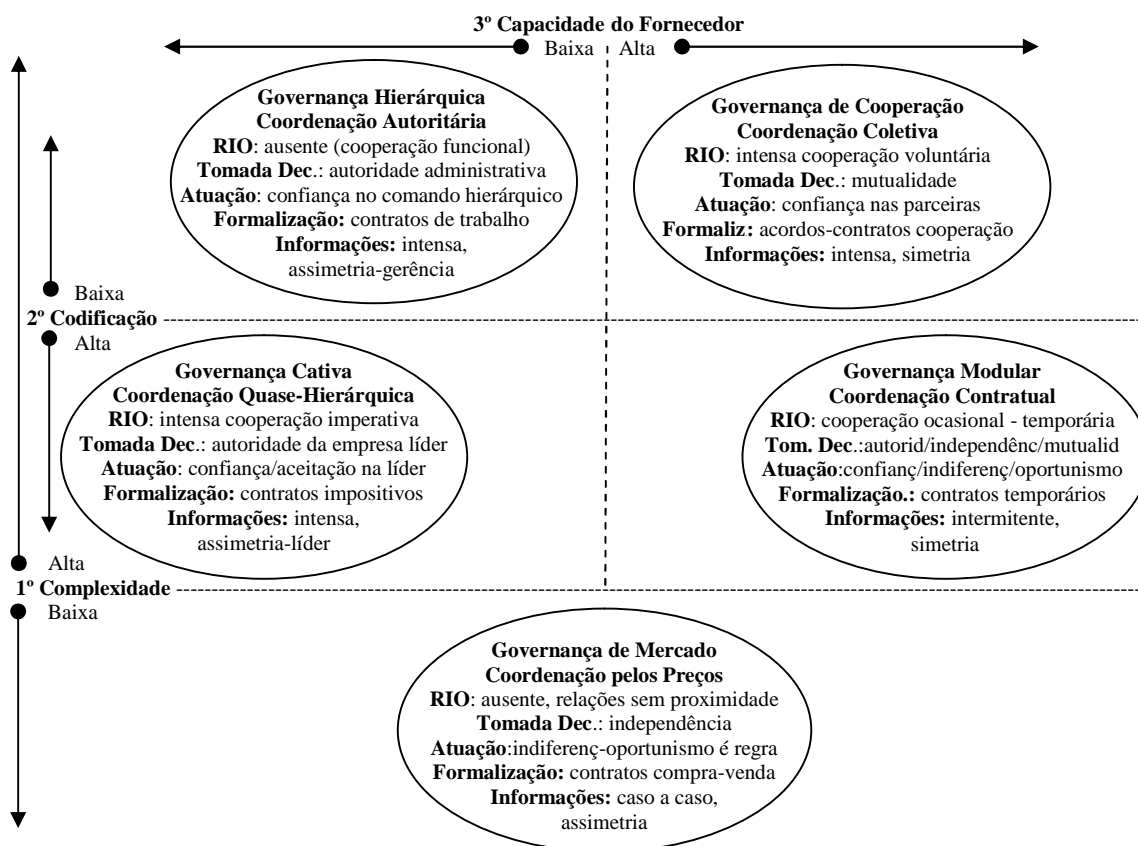 3º Capacidade do Fornecedor
Baixa Alta
Governança Hierárquica
Coordenação Autoritária
RIO: ausente (cooperação funcional)
Tomada Dec.: autoridade administrativa
Atuação: confiança no comando hierárquico
Formalização: contratos de trabalho
Informações: intensa,
assimetria-gerência
Governança de Cooperação
Coordenação Coletiva
RIO: intensa cooperação voluntária
Tomada Dec.: mutualidade
Atuação: confiança nas parceiras
Formaliz: acordos-contratos cooperação
Informações: intensa, simetria
Baixa
2º Codificação
Alta
Governança Cativa
Coordenação Quase-Hierárquica
RIO: intensa cooperação imperativa
Tomada Dec.: autoridade da empresa líder
Atuação: confiança/aceitação na líder
Formalização: contratos impositivos
Informações: intensa,
assimetria-líder
Governança Modular
Coordenação Contratual
RIO: cooperação ocasional - temporária
Tom. Dec.:autorid/independênc/mutualid
Atuação:confianç/indiferenç/oportunismo
Formalização.: contratos temporários
Informações: intermitente,
simetria
Alta
1º Complexidade
Baixa
Governança de Mercado
Coordenação pelos Preços
RIO: ausente, relações sem proximidade
Tomada Dec.: independência
Atuação:indiferenç-oportunismo é regra
Formalização: contratos compra-venda
Informações: caso a caso,
assimetria